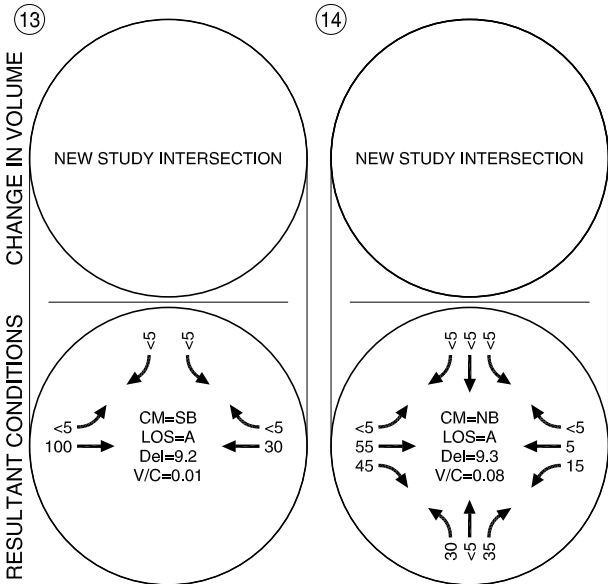 13
14
CHANGE IN VOLUME
NEW STUDY INTERSECTION
NEW STUDY INTERSECTION
RESULTANT CONDITIONS
<5 <5
<5
100
CM=SB
LOS=A
Del=9.2
V/C=0.01
<5
30
<5 <5 <5
<5
55
45
CM=NB
LOS=A
Del=9.3
V/C=0.08
<5
5
15
30 <5 35